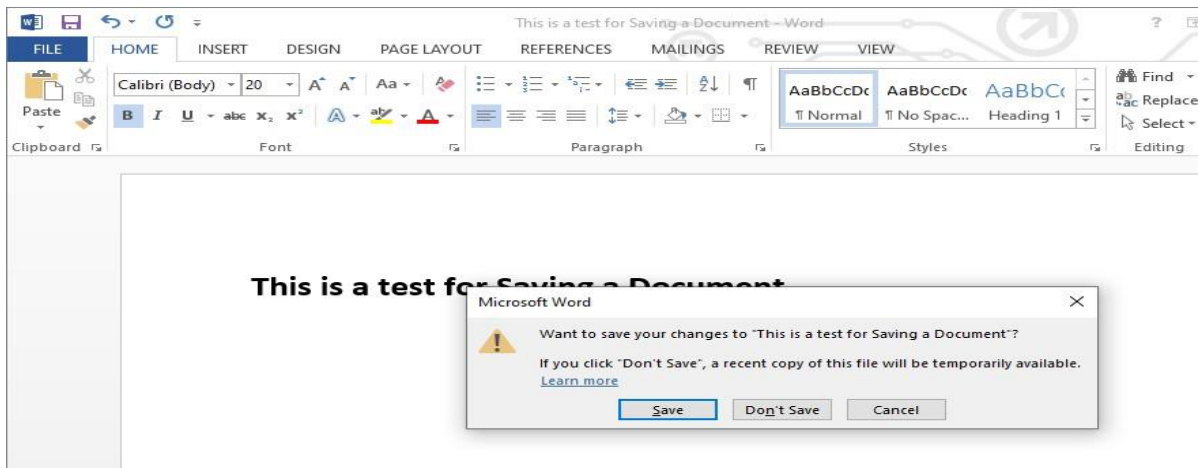 This is a test for Saving a Document - Word
?
FILE HOME INSERT DESIGN PAGE LAYOUT REFERENCES MAILINGS REVIEW VIEW
Calibri (Body) 20 A A Aa
AaBbCcDc AaBbCcDc AaBbC
Find
Paste
B I U abc x₂ x² A aby A
¶ Normal ¶ No Spac... Heading 1
Replace
Select
Clipboard Font Paragraph Styles Editing
This is a test for Saving a Document
Microsoft Word
Want to save your changes to "This is a test for Saving a Document"?
If you click "Don't Save", a recent copy of this file will be temporarily available.
Learn more
Save Don't Save Cancel